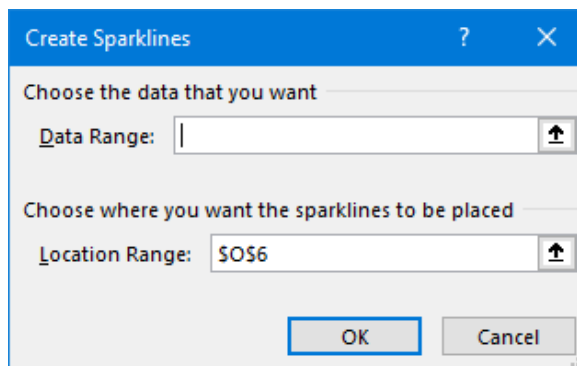 Create Sparklines ?
Choose the data that you want
Data Range:
Choose where you want the sparklines to be placed
Location Range: $O$6
OK Cancel